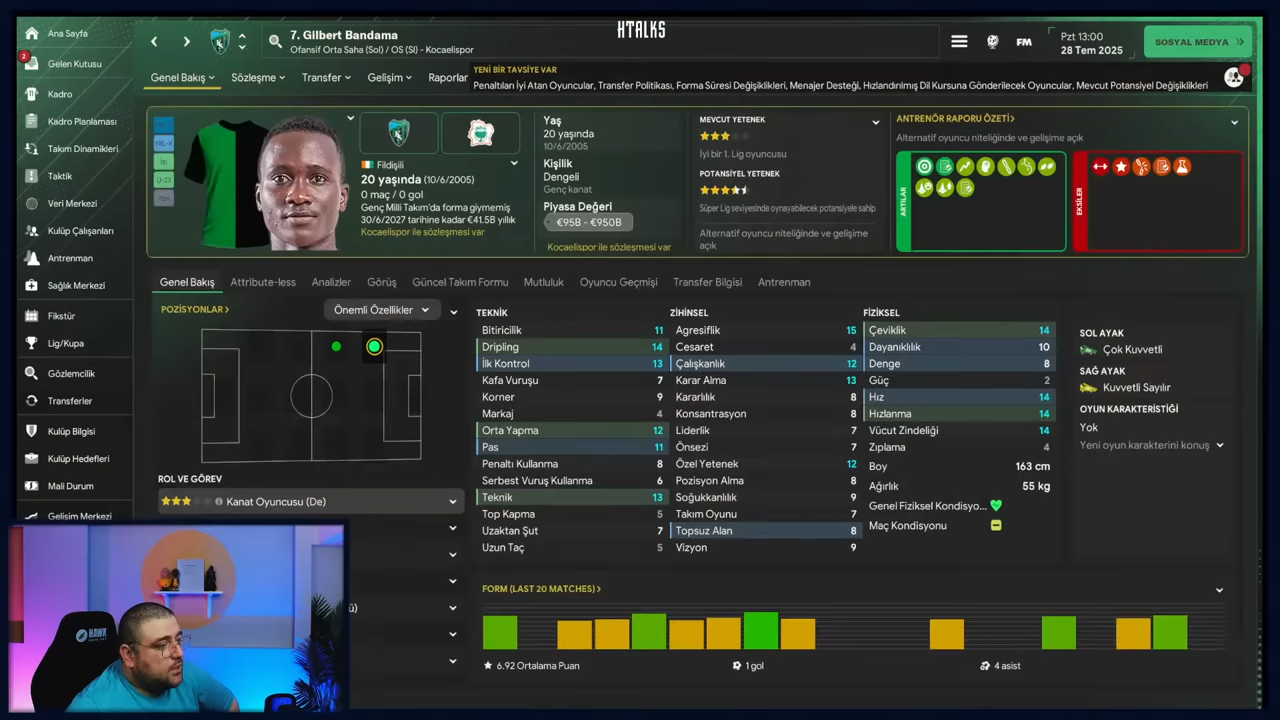 HTALKS
Ana Sayfa
2
Gelen Kutusu
Kadro
Kadro Planlaması
Takım Dinamikleri
Taktik
Veri Merkezi
Kulüp Çalışanları
Antrenman
Sağlık Merkezi
Fikstür
Lig/Kupa
Gözlemcilik
Transferler
Kulüp Bilgisi
Kulüp Hedefleri
Mali Durum
Gelişim Merkezi
7. Gilbert Bandama
Ofansif Orta Saha (Sol) / OS (Sl) - Kocaelispor
FM
Pzt 13:00
28 Tem 2025
SOSYAL MEDYA
Genel Bakış
Sözleşme
Transfer
Gelişim
Raporlar
YENİ BİR TAVSİYE VAR
Penaltıları İyi Atan Oyuncular, Transfer Politikası, Forma Süresi Değişiklikleri, Menajer Desteği, Hızlandırılmış Dil Kursuna Gönderilecek Oyuncular, Mevcut Potansiyel Değişiklikleri
YRL-K
İzl
U-23
Fildişili
20 yaşında (10/6/2005)
0 maç / 0 gol
Genç Milli Takım'da forma giymemiş
30/6/2027 tarihine kadar €41.5B yıllık
Kocaelispor ile sözleşmesi var
Yaş
20 yaşında
10/6/2005
Kişilik
Dengeli
Genç kanat
Piyasa Değeri
€95B - €950B
Kocaelispor ile sözleşmesi var
MEVCUT YETENEK
İyi bir 1. Lig oyuncusu
POTANSİYEL YETENEK
Süper Lig seviyesinde oynayabilecek potansiyele sahip
Alternatif oyuncu niteliğinde ve gelişime açık
ANTRENÖR RAPORU ÖZETİ
Alternatif oyuncu niteliğinde ve gelişime açık
ARTILAR
EKSİLER
Genel Bakış
Attribute-less
Analizler
Görüş
Güncel Takım Formu
Mutluluk
Oyuncu Geçmişi
Transfer Bilgisi
Antrenman
POZİSYONLAR
Önemli Özellikler
ROL VE GÖREV
Kanat Oyuncusu (De)
TEKNİK
Bitiricilik 11
Dripling 14
İlk Kontrol 13
Kafa Vuruşu 7
Korner 9
Markaj 4
Orta Yapma 12
Pas 11
Penaltı Kullanma 8
Serbest Vuruş Kullanma 6
Teknik 13
Top Kapma 5
Uzaktan Şut 7
Uzun Taç 5
ZİHİNSEL
Agresiflik 15
Cesaret 4
Çalışkanlık 12
Karar Alma 13
Kararlılık 8
Konsantrasyon 8
Liderlik 7
Önsezi 7
Özel Yetenek 12
Pozisyon Alma 8
Soğukkanlılık 9
Takım Oyunu 7
Topsuz Alan 8
Vizyon 9
FİZİKSEL
Çeviklik 14
Dayanıklılık 10
Denge 8
Güç 2
Hız 14
Hızlanma 14
Vücut Zindeliği 14
Zıplama 4
Boy 163 cm
Ağırlık 55 kg
Genel Fiziksel Kondisyo...
Maç Kondisyonu
SOL AYAK
Çok Kuvvetli
SAĞ AYAK
Kuvvetli Sayılır
OYUN KARAKTERİSTİĞİ
Yok
Yeni oyun karakterini konuş
FORM (LAST 20 MATCHES)
6.92 Ortalama Puan
1 gol
4 asist
HAWK